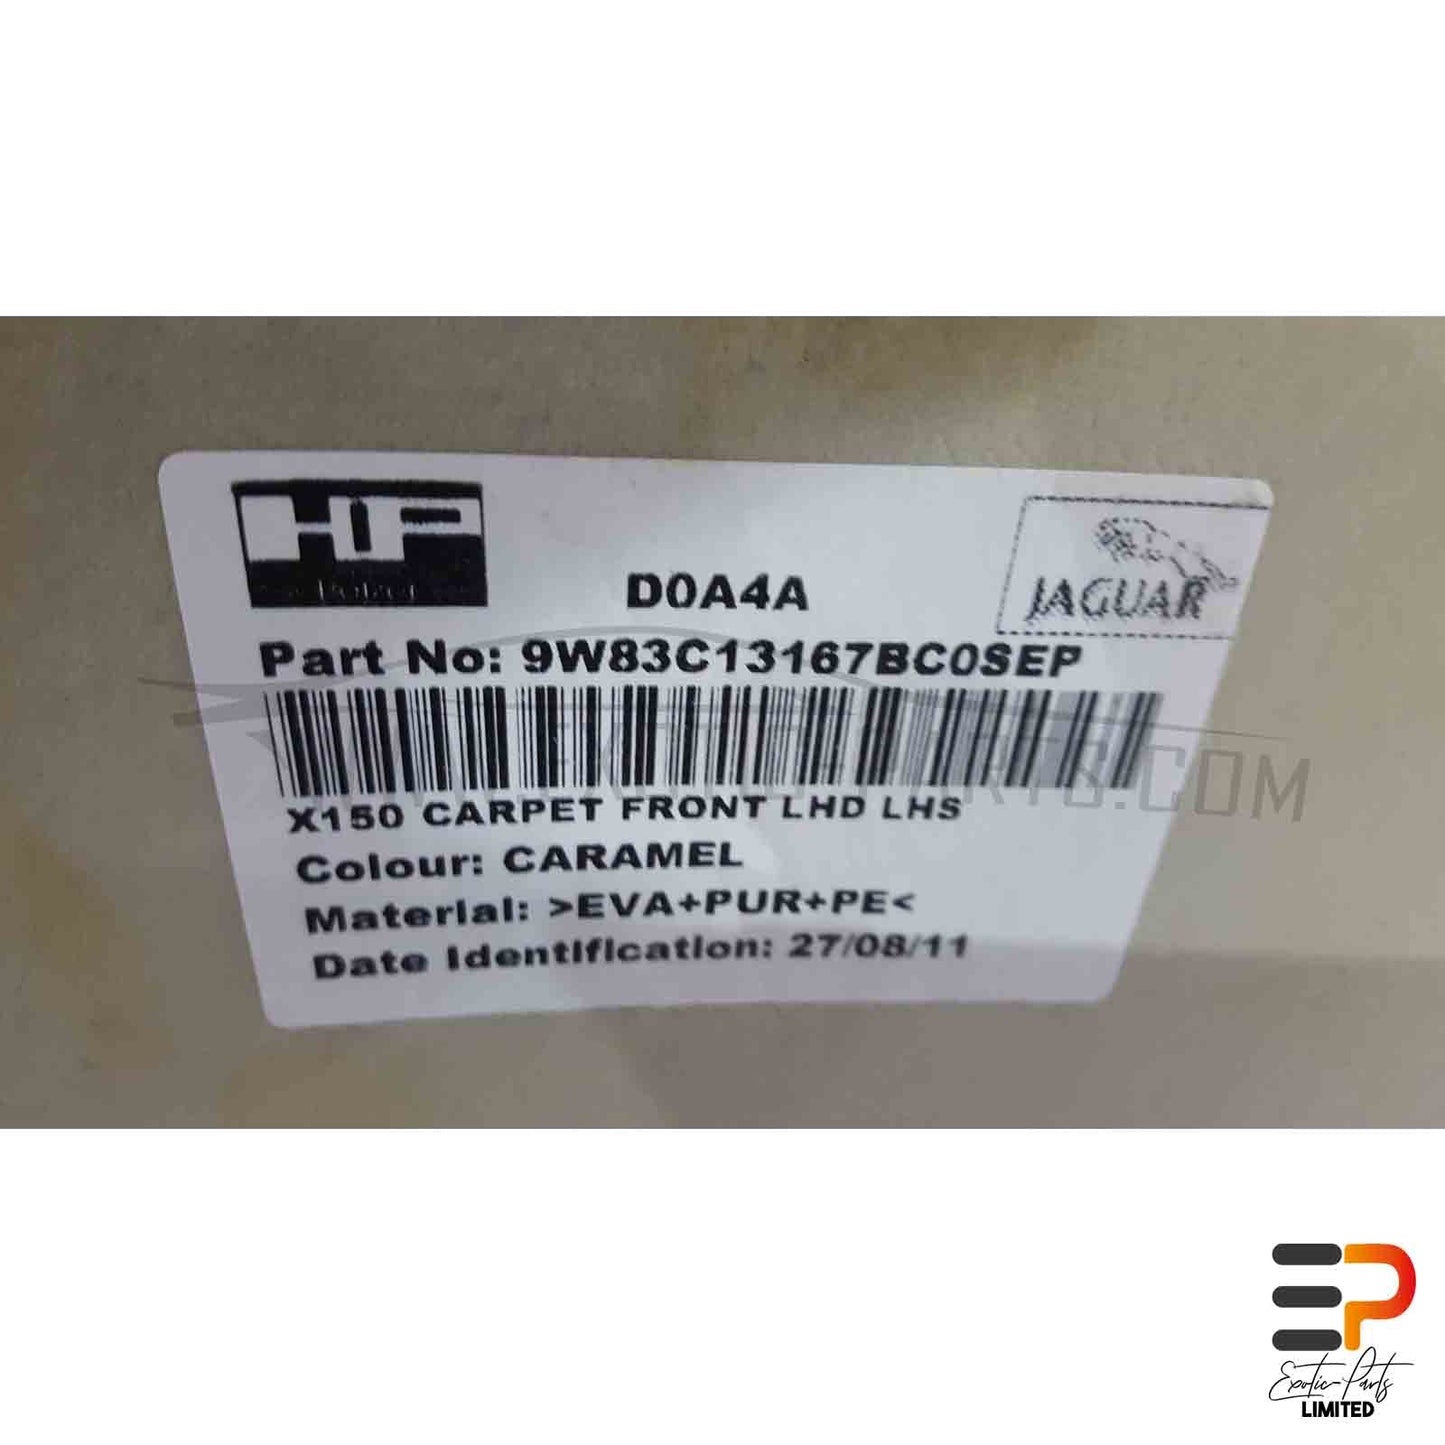 HP
D0A4A
JAGUAR
Part No: 9W83C13167BC0SEP
X150 CARPET FRONT LHD LHS
Colour: CARAMEL
Material: >EVA+PUR+PE<
Date Identification: 27/08/11
EP
Exotic-Parts
LIMITED